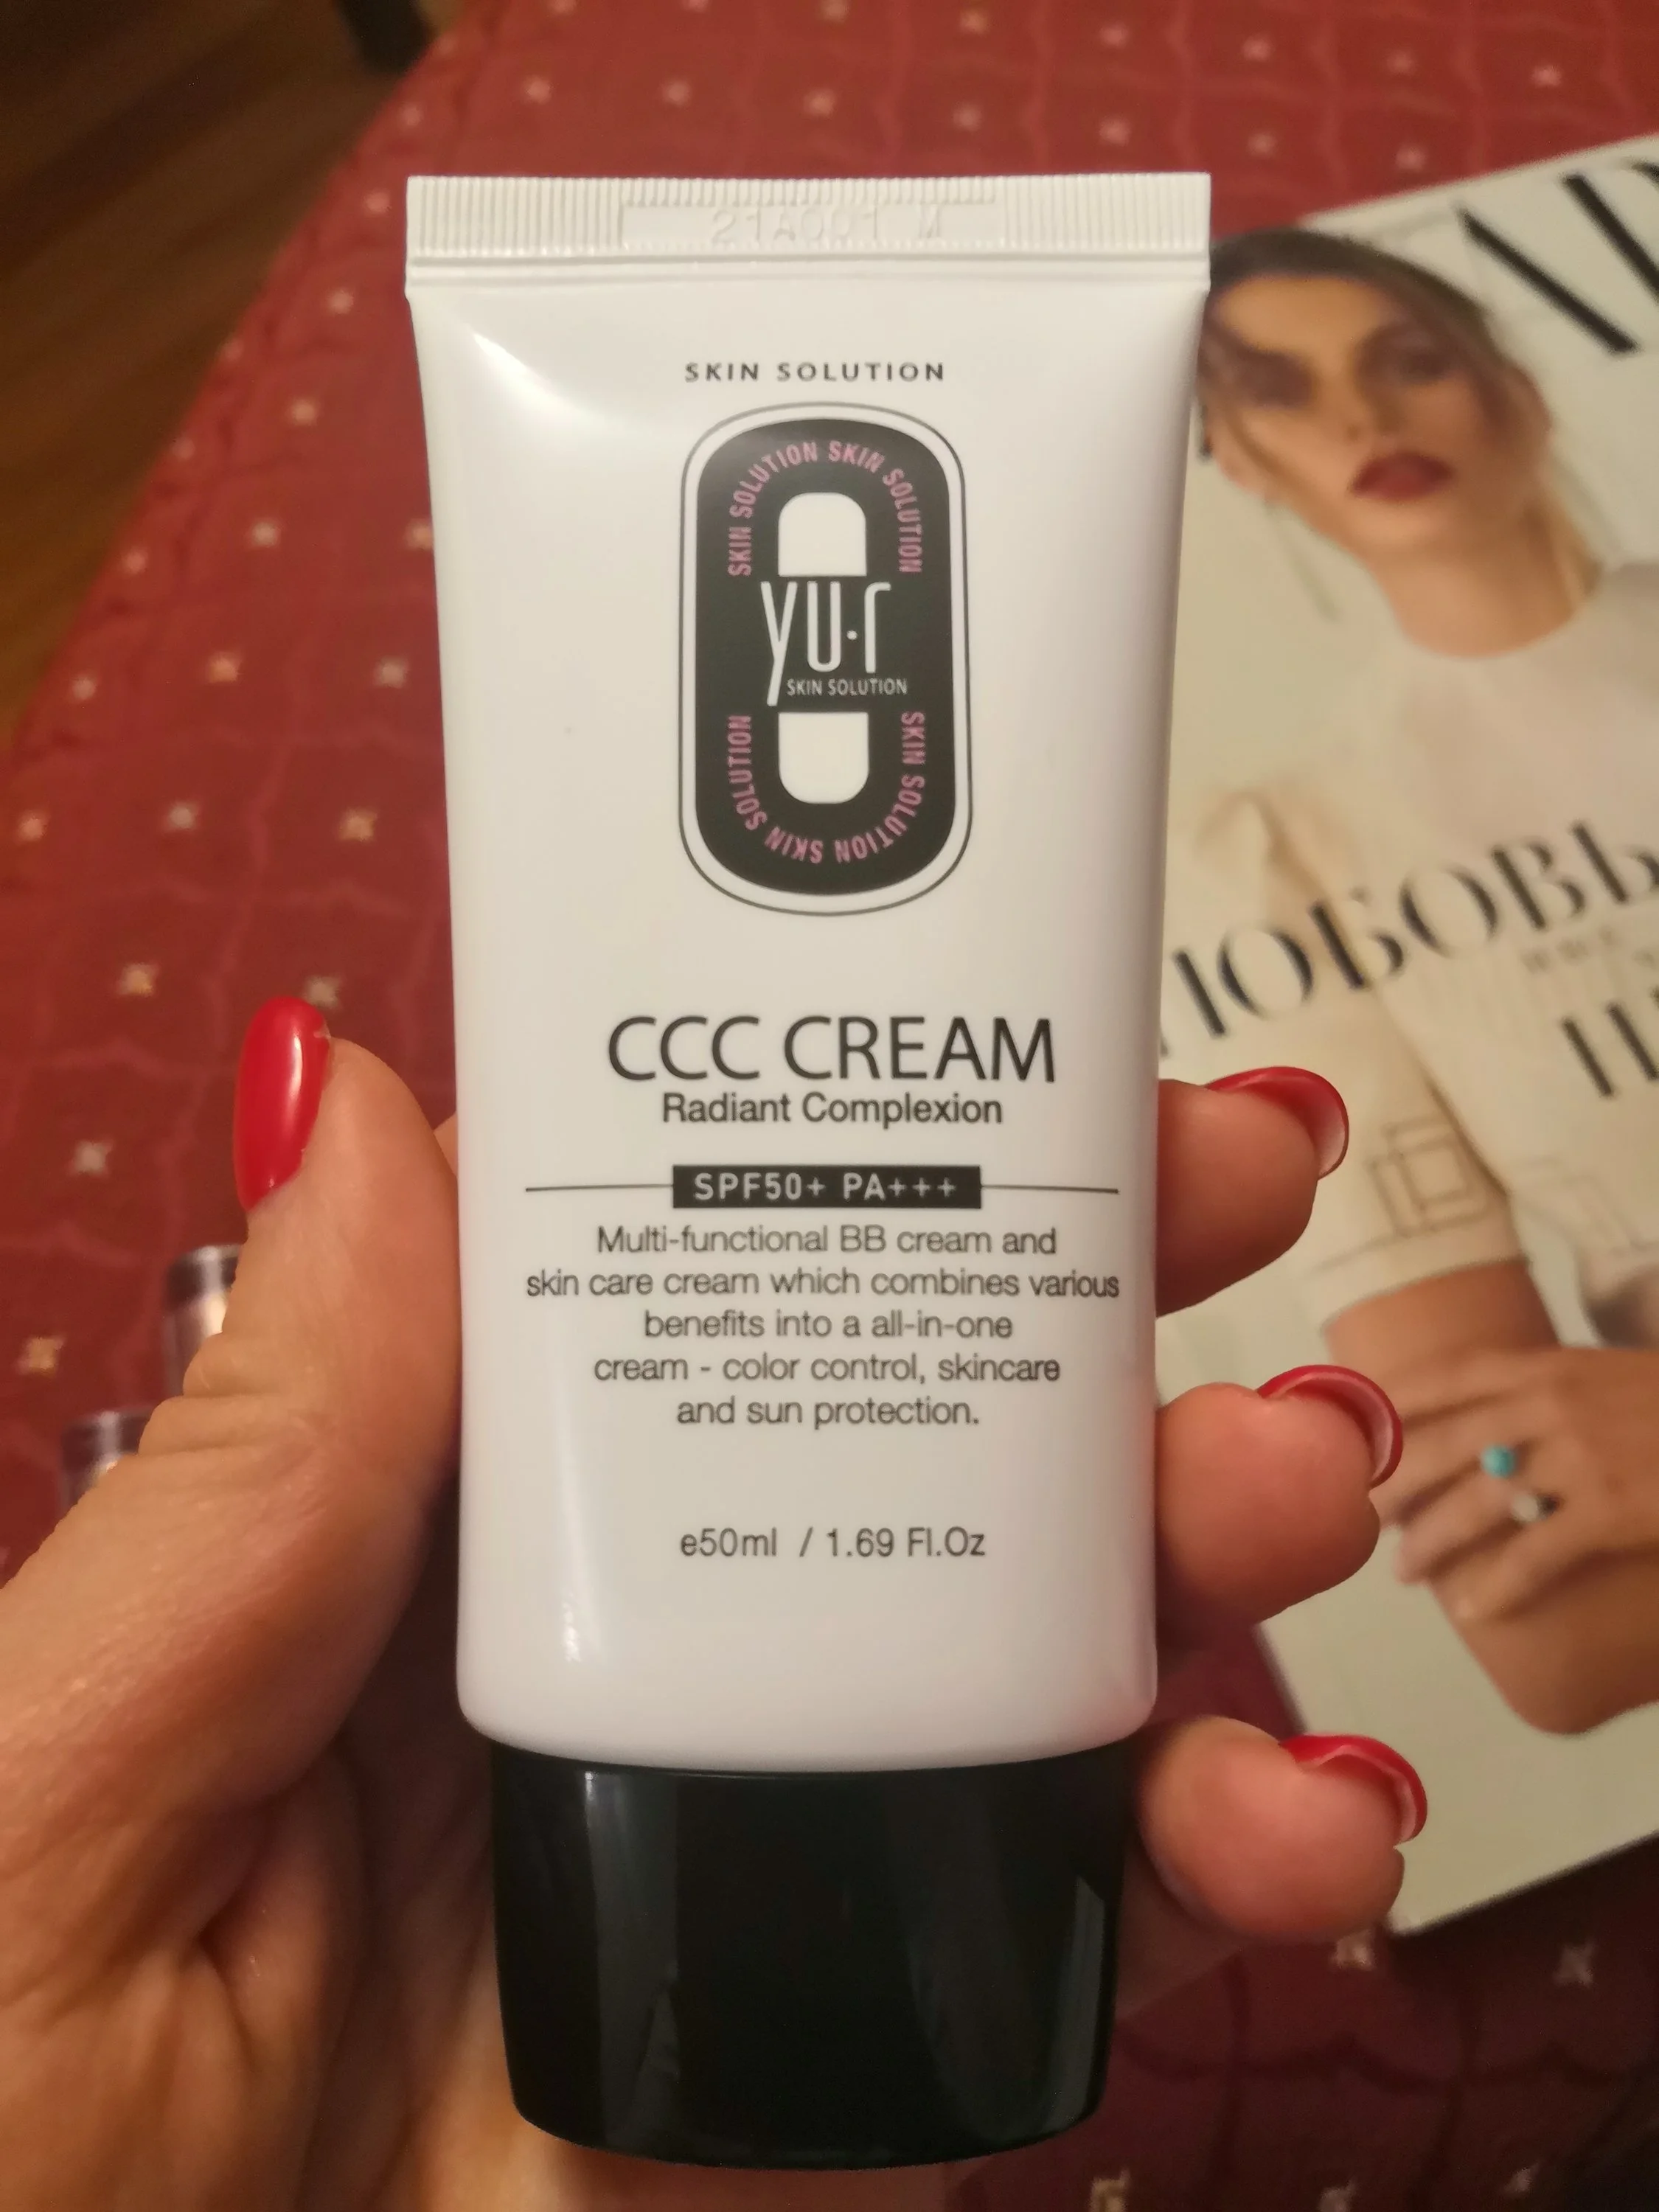 21A001 M
SKIN SOLUTION
SKIN SOLUTION SKIN SOLUTION
yu·r
SKIN SOLUTION
SKIN SOLUTION SKIN SOLUTION
CCC CREAM
Radiant Complexion
SPF50+ PA+++
Multi-functional BB cream and
skin care cream which combines various
benefits into a all-in-one
cream - color control, skincare
and sun protection.
e50ml / 1.69 Fl.Oz
ЮБОВЬ